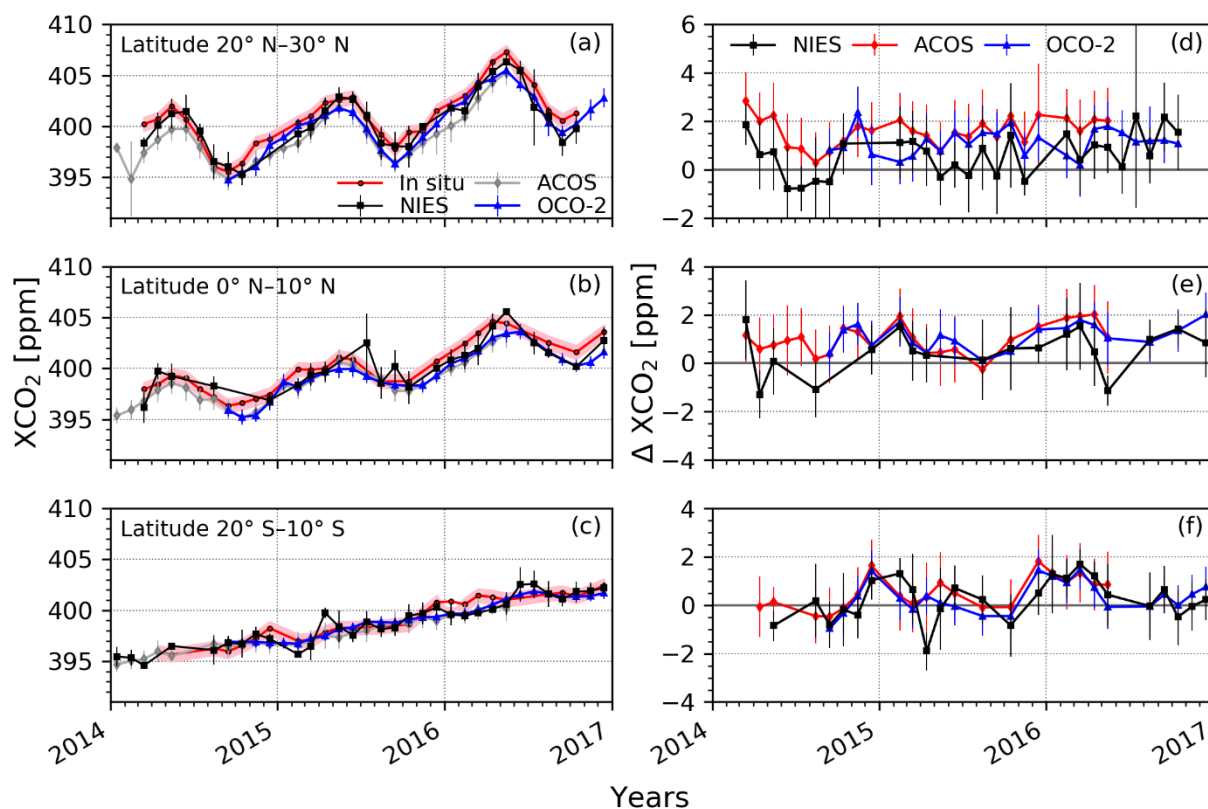 410
405
400
395
Latitude 20° N–30° N
(a)
In situ
ACOS
NIES
OCO-2
6
4
2
0
−2
NIES
ACOS
OCO-2
(d)
410
405
400
395
Latitude 0° N–10° N
(b)
XCO2 [ppm]
4
2
0
−2
−4
(e)
Δ XCO2 [ppm]
410
405
400
395
Latitude 20° S–10° S
(c)
4
2
0
−2
−4
(f)
2014
2015
2016
2017
2014
2015
2016
2017
Years